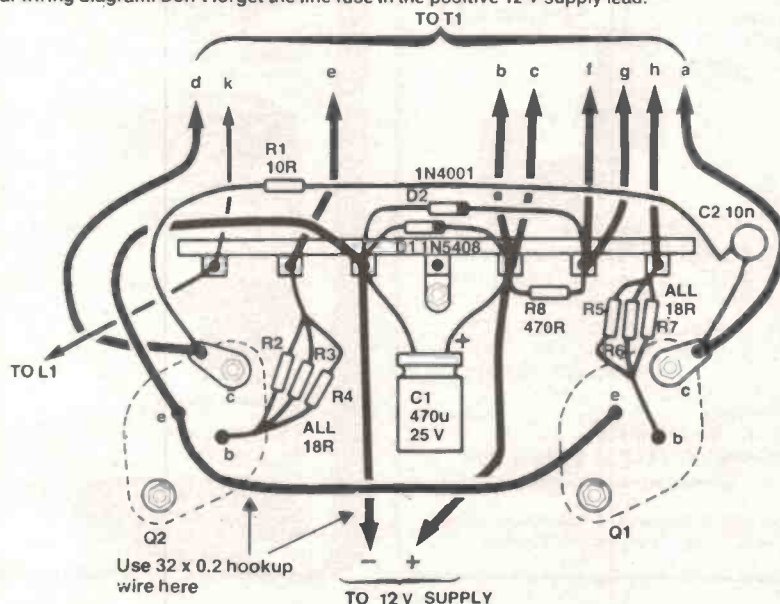 wiring diagram. Don't forget the line fuse in the positive 12 V supply lead.
TO T1
d
k
e
b
c
f
g
h
a
R1
10R
1N4001
D2
C2 10n
D1 1N5408
R8
470R
R5
R6
R7
ALL
18R
TO L1
R2
R3
R4
ALL
18R
C1
470u
25 V
+
c
e
b
Q2
e
c
b
Q1
Use 32 x 0.2 hookup
wire here
− +
TO 12 V SUPPLY